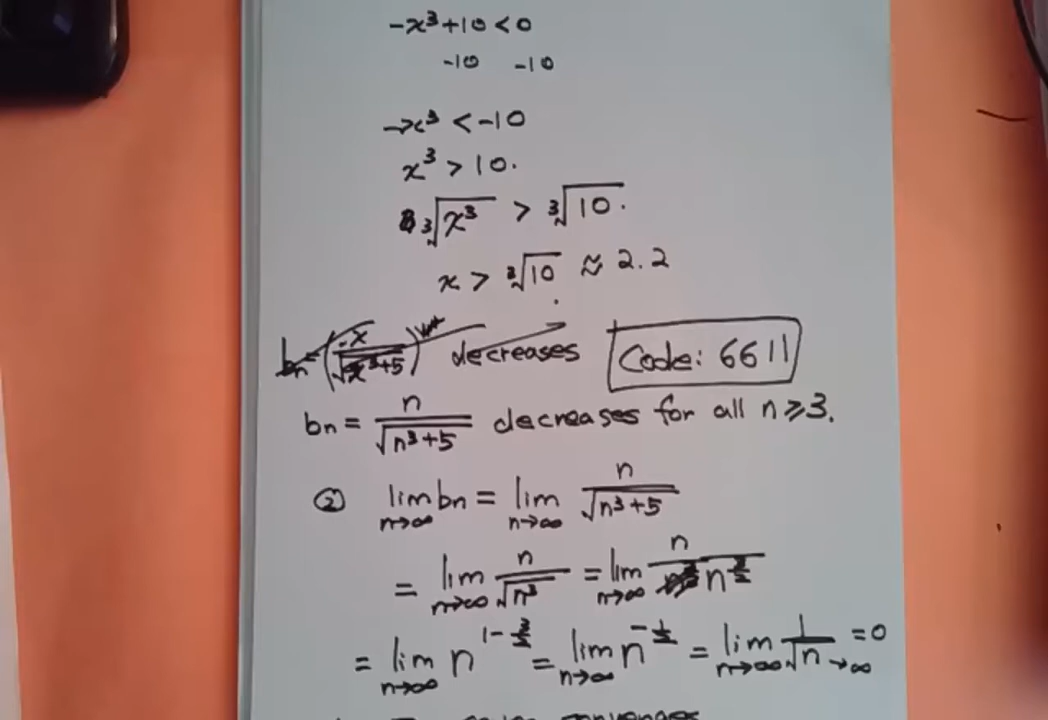 -x³+10<0
-10 -10
-x³<-10
x³>10.
∛x³ > ∛10.
x > ∛10 ≈ 2.2
bn=(-x/√x³+5) decreases
Code: 6611
bn = n/√n³+5 decreases for all n≥3.
② lim n→∞ bn = lim n→∞ n/√n³+5
= lim n→∞ n/√n³ = lim n→∞ n/n^3/2
= lim n→∞ n^1-3/2 = lim n→∞ n^-1/2 = lim n→∞ 1/√n →∞ =0
converges